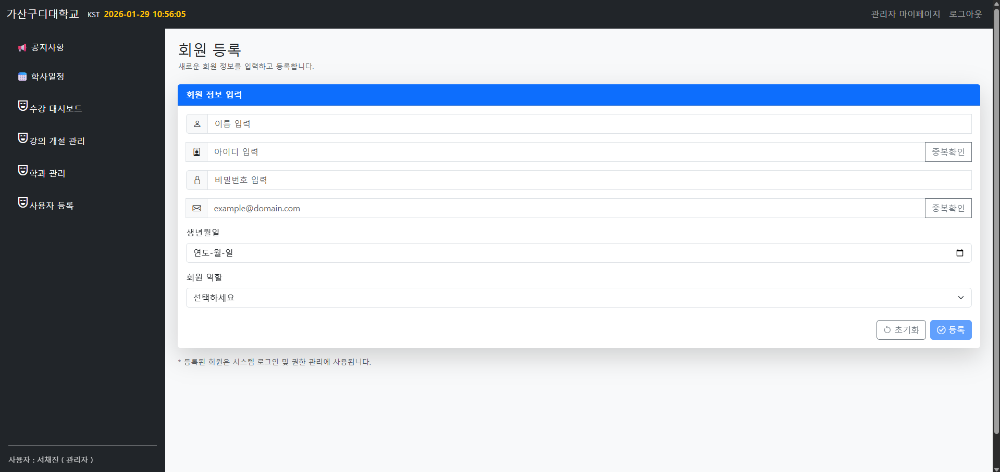 가산구디대학교 KST 2026-01-29 10:56:05
관리자 마이페이지 로그아웃
공지사항
학사일정
수강 대시보드
강의 개설 관리
학과 관리
사용자 등록
사용자 : 서채진 ( 관리자 )
회원 등록
새로운 회원 정보를 입력하고 등록합니다.
회원 정보 입력
이름 입력
아이디 입력 중복확인
비밀번호 입력
example@domain.com 중복확인
생년월일
연도-월-일
회원 역할
선택하세요
초기화 등록
* 등록된 회원은 시스템 로그인 및 권한 관리에 사용됩니다.